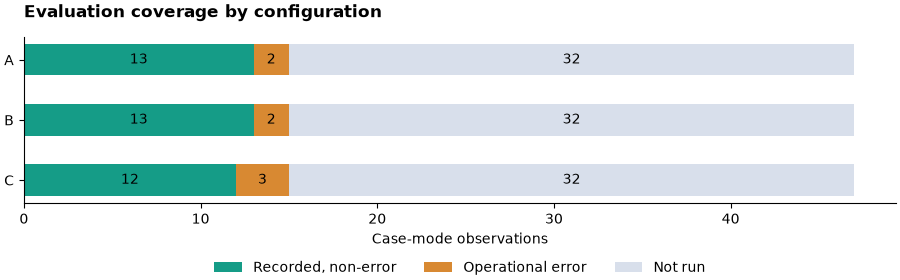 Evaluation coverage by configuration
A 13 2 32
B 13 2 32
C 12 3 32
0 10 20 30 40
Case-mode observations
Recorded, non-error Operational error Not run